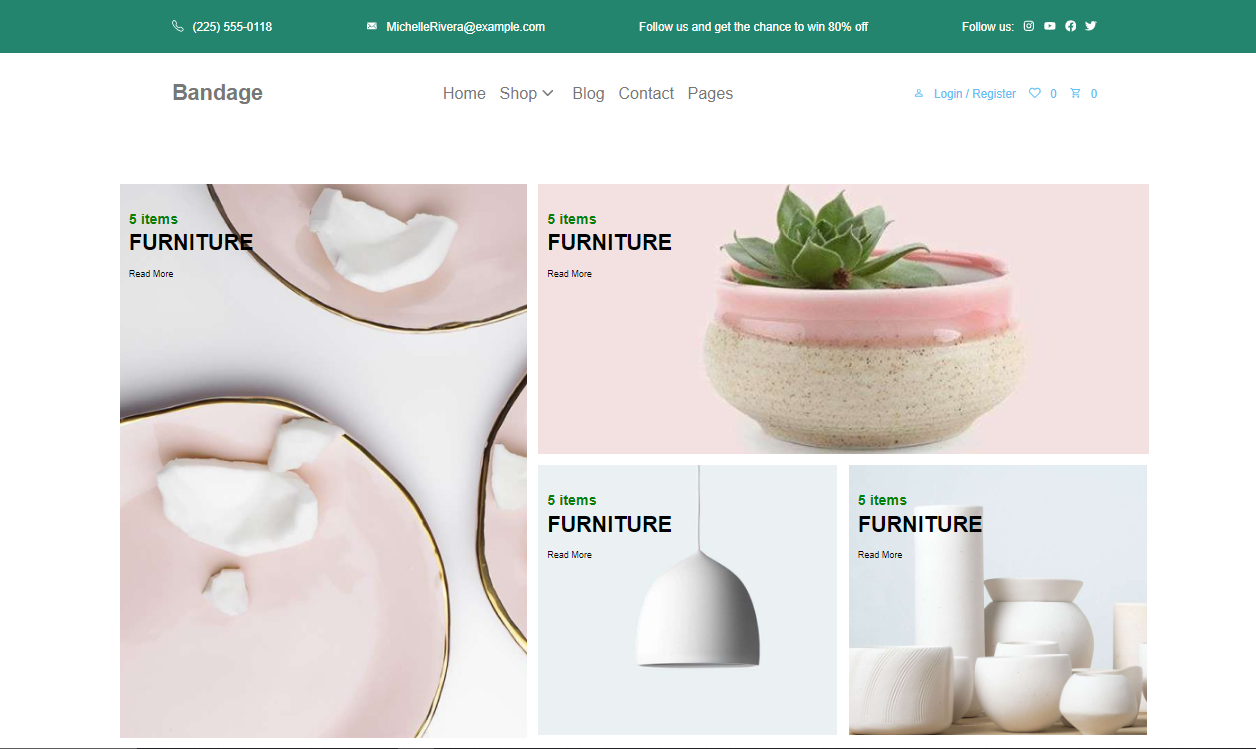 (225) 555-0118
MichelleRivera@example.com
Follow us and get the chance to win 80% off
Follow us:
Bandage
Home Shop Blog Contact Pages
Login / Register 0 0
5 items
FURNITURE
Read More
5 items
FURNITURE
Read More
5 items
FURNITURE
Read More
5 items
FURNITURE
Read More